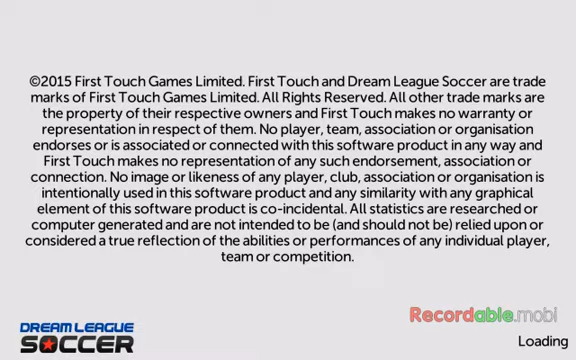 ©2015 First Touch Games Limited. First Touch and Dream League Soccer are trade
marks of First Touch Games Limited. All Rights Reserved. All other trade marks are
the property of their respective owners and First Touch makes no warranty or
representation in respect of them. No player, team, association or organisation
endorses or is associated or connected with this software product in any way and
First Touch makes no representation of any such endorsement, association or
connection. No image or likeness of any player, club, association or organisation is
intentionally used in this software product and any similarity with any graphical
element of this software product is co-incidental. All statistics are researched or
computer generated and are not intended to be (and should not be) relied upon or
considered a true reflection of the abilities or performances of any individual player,
team or competition.
Recordable.mobi
DREAM LEAGUE
SOCCER
Loading